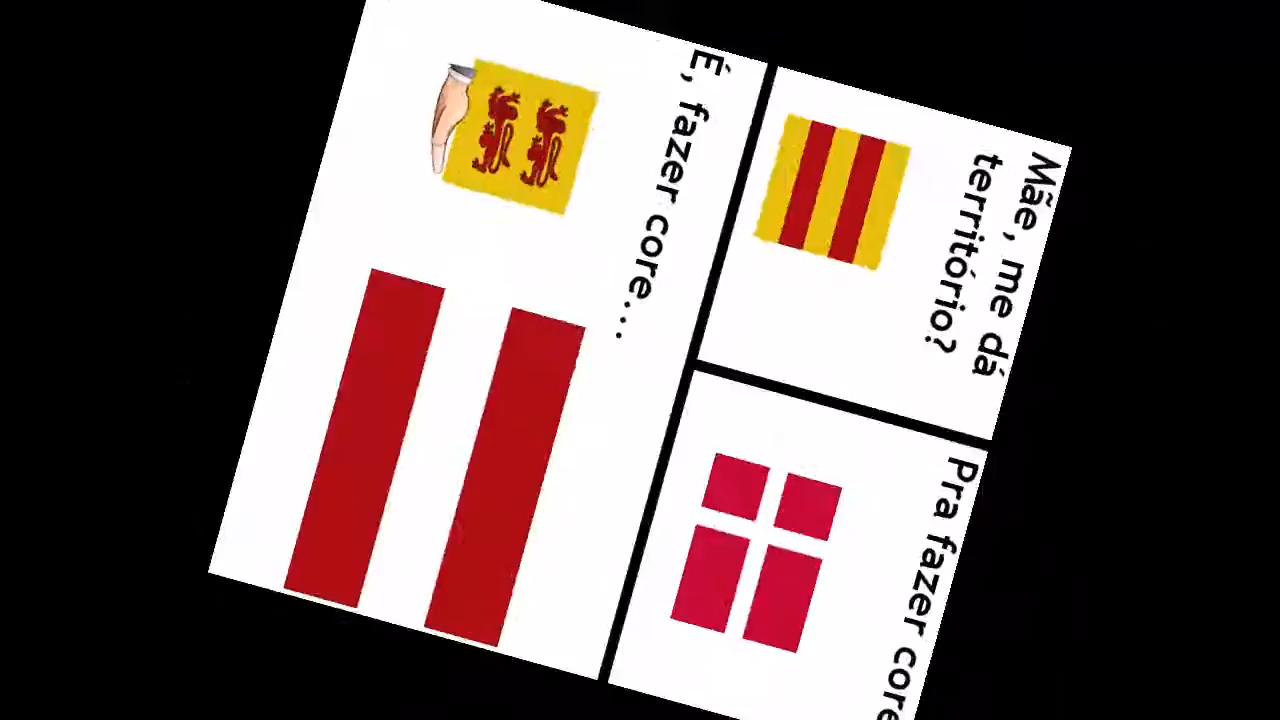 Mãe, me dá
território?
Pra fazer core
É, fazer core...